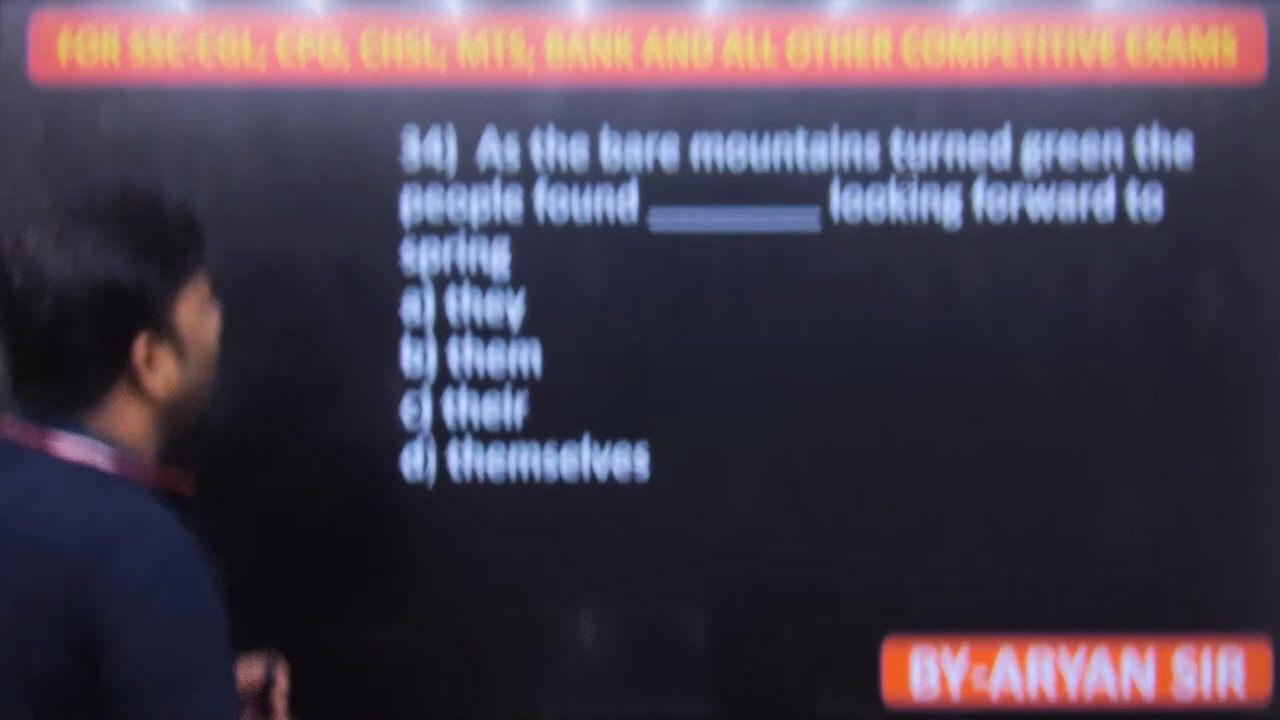 FOR SSC-CGL, CPO, CHSL, MTS, BANK AND ALL OTHER COMPETITIVE EXAMS
34) As the bare mountains turned green the
people found ________ looking forward to
spring
a) they
b) them
c) their
d) themselves
BY-ARYAN SIR